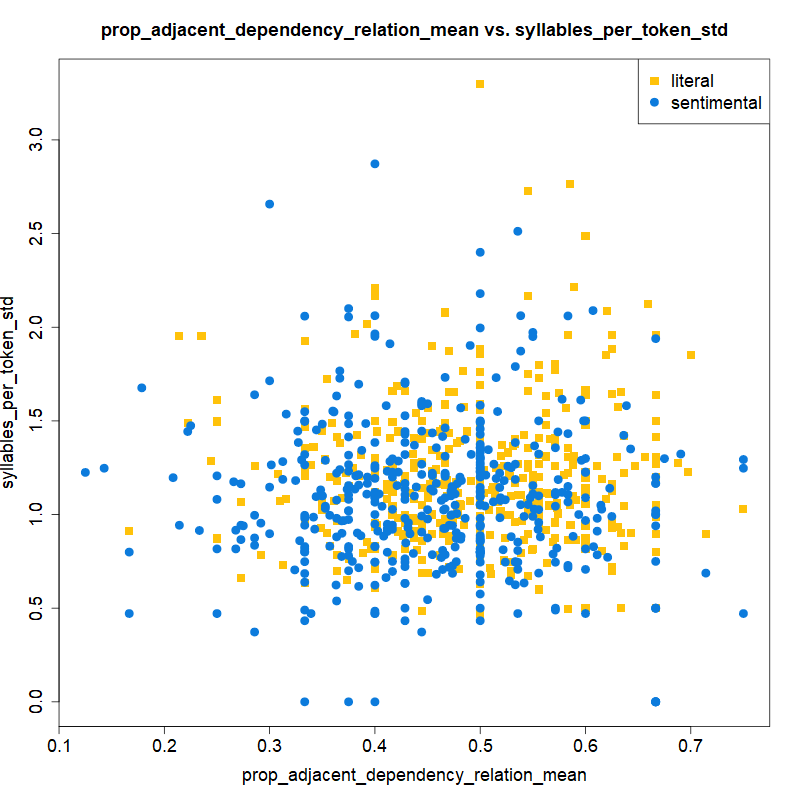 prop_adjacent_dependency_relation_mean vs. syllables_per_token_std
literal
sentimental
syllables_per_token_std
3.0
2.5
2.0
1.5
1.0
0.5
0.0
0.1 0.2 0.3 0.4 0.5 0.6 0.7
prop_adjacent_dependency_relation_mean